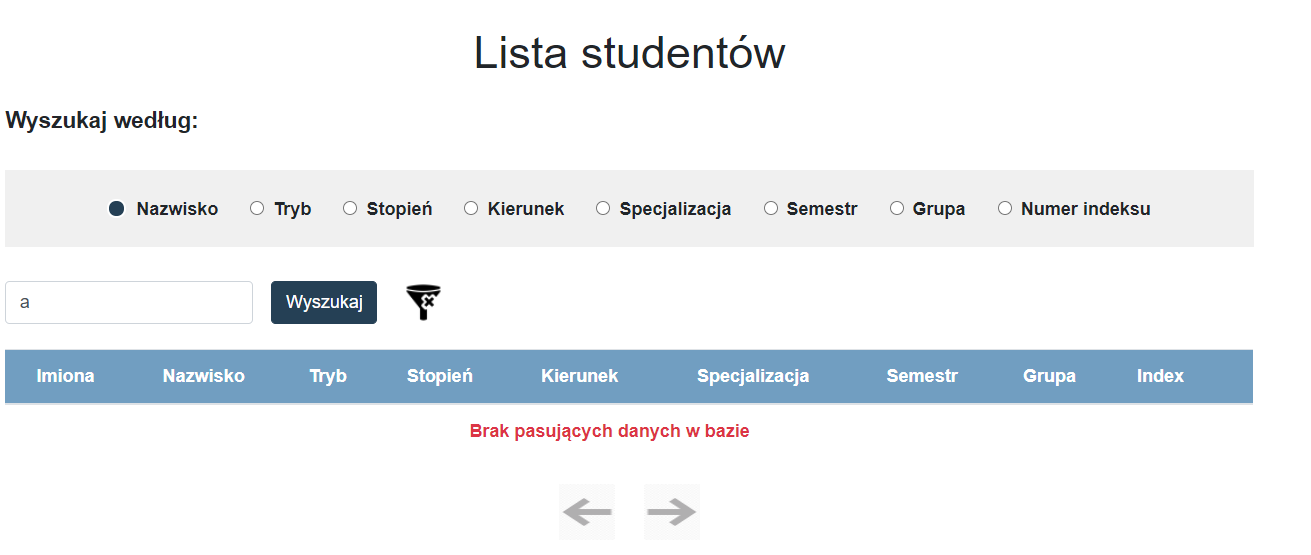 Lista studentów
Wyszukaj według:
Nazwisko Tryb Stopień Kierunek Specjalizacja Semestr Grupa Numer indeksu
a Wyszukaj
Imiona Nazwisko Tryb Stopień Kierunek Specjalizacja Semestr Grupa Index
Brak pasujących danych w bazie